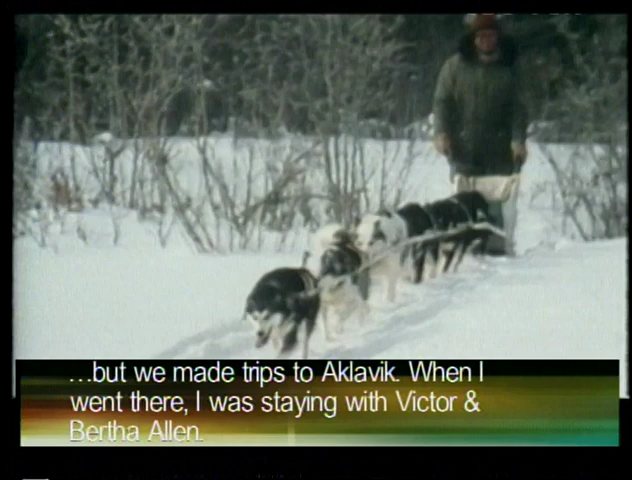 …but we made trips to Aklavik. When I
went there, I was staying with Victor &
Bertha Allen.